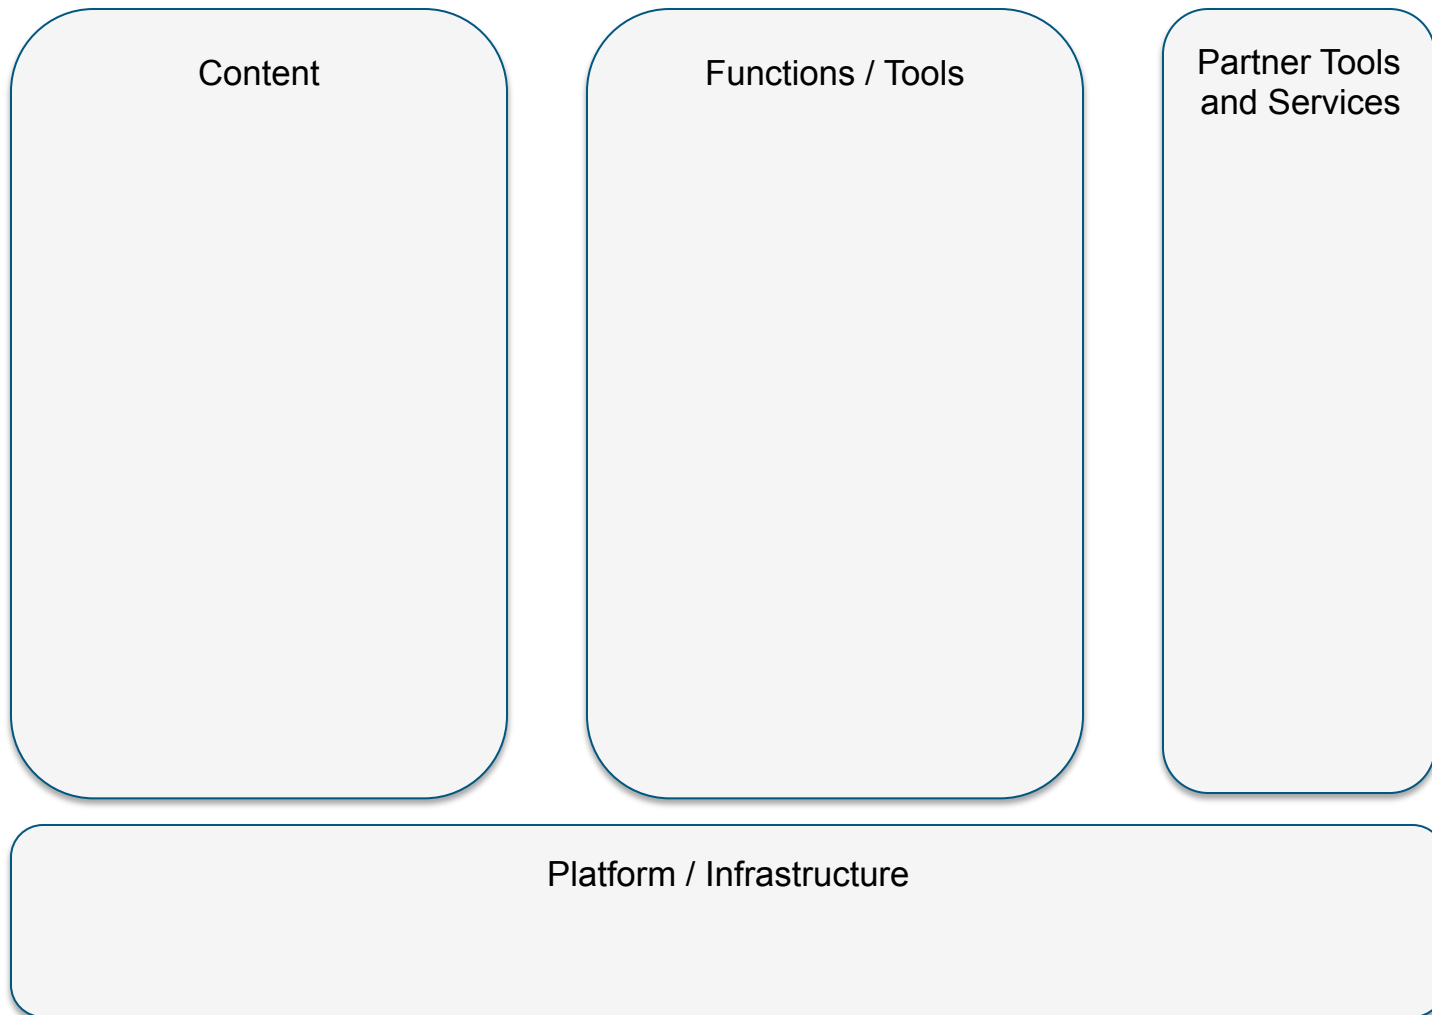 Content
Functions / Tools
Partner Tools
and Services
Platform / Infrastructure